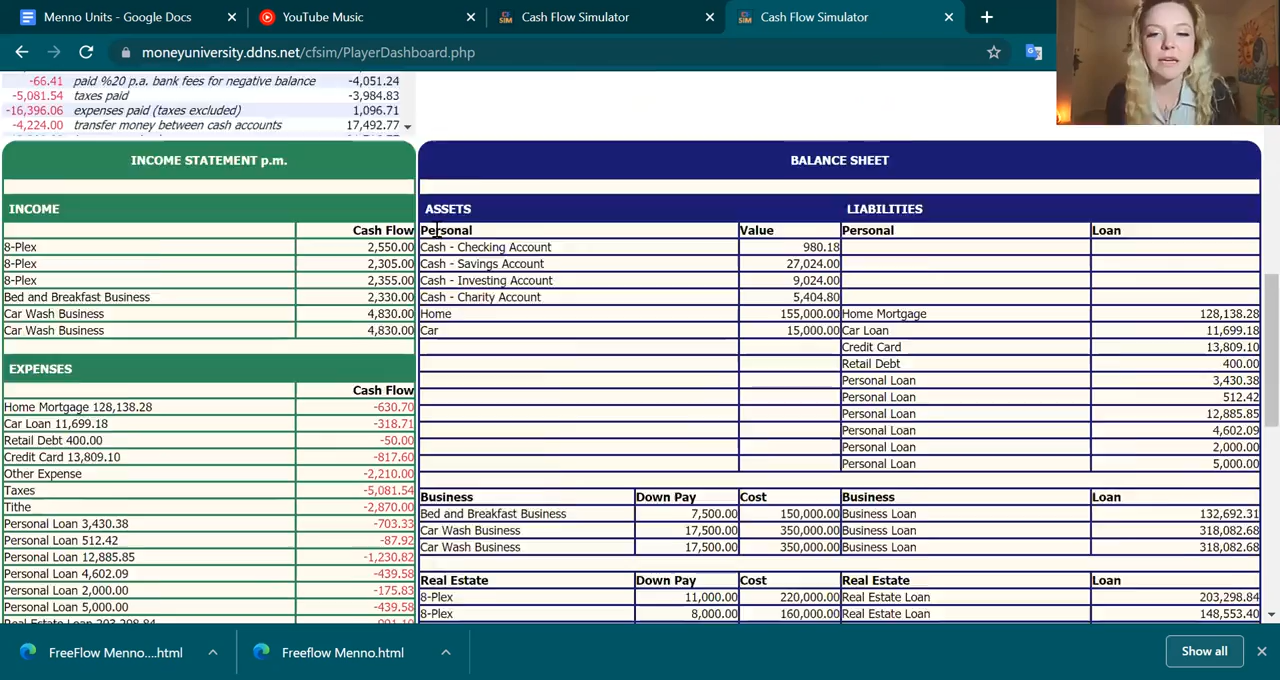 Menno Units - Google Docs
YouTube Music
Cash Flow Simulator
Cash Flow Simulator
moneyuniversity.ddns.net/cfsim/PlayerDashboard.php
-66.41 paid %20 p.a. bank fees for negative balance -4,051.24
-5,081.54 taxes paid -3,984.83
-16,396.06 expenses paid (taxes excluded) 1,096.71
-4,224.00 transfer money between cash accounts 17,492.77
INCOME STATEMENT p.m.
INCOME
Cash Flow
8-Plex 2,550.00
8-Plex 2,305.00
8-Plex 2,355.00
Bed and Breakfast Business 2,330.00
Car Wash Business 4,830.00
Car Wash Business 4,830.00
EXPENSES
Cash Flow
Home Mortgage 128,138.28 -630.70
Car Loan 11,699.18 -318.71
Retail Debt 400.00 -50.00
Credit Card 13,809.10 -817.60
Other Expense -2,210.00
Taxes -5,081.54
Tithe -2,870.00
Personal Loan 3,430.38 -703.33
Personal Loan 512.42 -87.92
Personal Loan 12,885.85 -1,230.82
Personal Loan 4,602.09 -439.58
Personal Loan 2,000.00 -175.83
Personal Loan 5,000.00 -439.58
Real Estate Loan 203,298.84 -991.10
BALANCE SHEET
ASSETS LIABILITIES
Personal Value Personal Loan
Cash - Checking Account 980.18
Cash - Savings Account 27,024.00
Cash - Investing Account 9,024.00
Cash - Charity Account 5,404.80
Home 155,000.00 Home Mortgage 128,138.28
Car 15,000.00 Car Loan 11,699.18
Credit Card 13,809.10
Retail Debt 400.00
Personal Loan 3,430.38
Personal Loan 512.42
Personal Loan 12,885.85
Personal Loan 4,602.09
Personal Loan 2,000.00
Personal Loan 5,000.00
Business Down Pay Cost Business Loan
Bed and Breakfast Business 7,500.00 150,000.00 Business Loan 132,692.31
Car Wash Business 17,500.00 350,000.00 Business Loan 318,082.68
Car Wash Business 17,500.00 350,000.00 Business Loan 318,082.68
Real Estate Down Pay Cost Real Estate Loan
8-Plex 11,000.00 220,000.00 Real Estate Loan 203,298.84
8-Plex 8,000.00 160,000.00 Real Estate Loan 148,553.40
FreeFlow Menno....html
Freeflow Menno.html
Show all